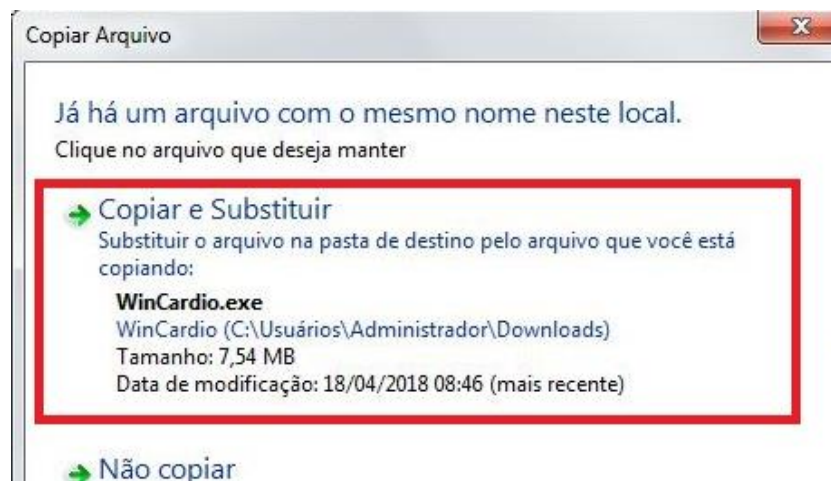 Copiar Arquivo
Já há um arquivo com o mesmo nome neste local.
Clique no arquivo que deseja manter
Copiar e Substituir
Substituir o arquivo na pasta de destino pelo arquivo que você está
copiando:
WinCardio.exe
WinCardio (C:\Usuários\Administrador\Downloads)
Tamanho: 7,54 MB
Data de modificação: 18/04/2018 08:46 (mais recente)
Não copiar